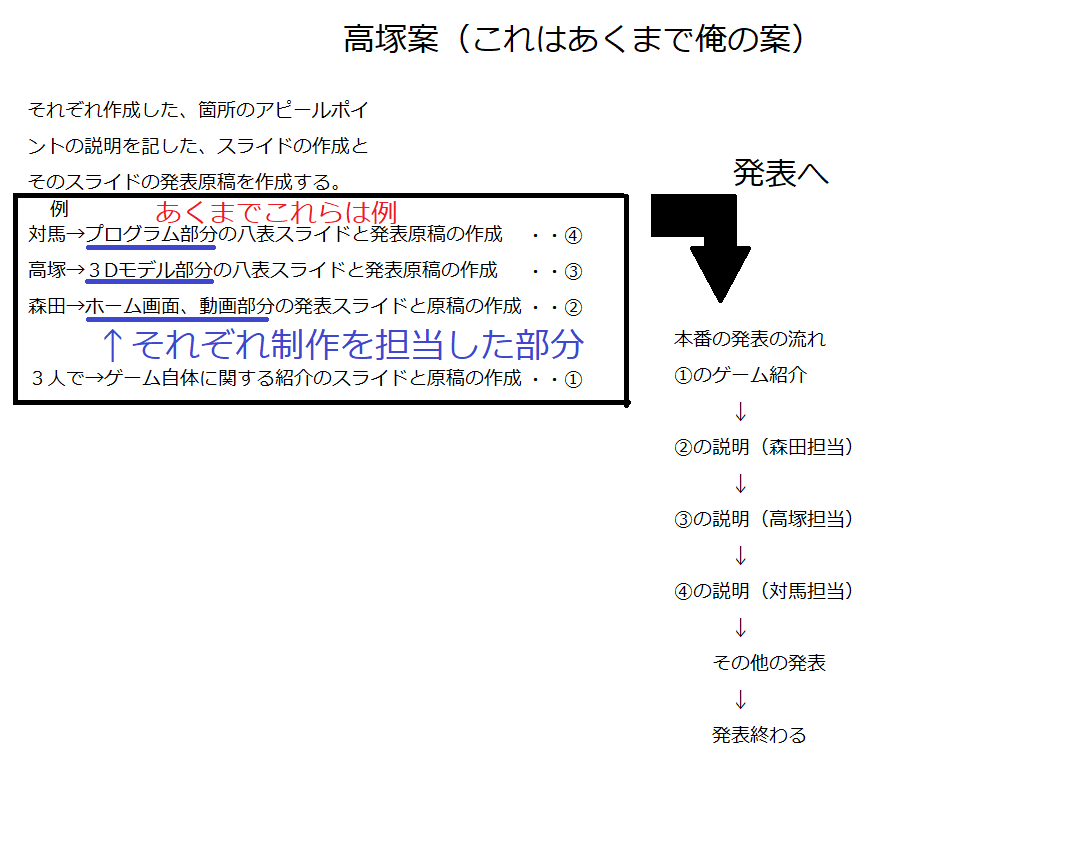 高塚案（これはあくまで俺の案）
それぞれ作成した、箇所のアピールポイ
ントの説明を記した、スライドの作成と
そのスライドの発表原稿を作成する。
例
あくまでこれらは例
対馬→プログラム部分の八表スライドと発表原稿の作成　・・④
高塚→３Dモデル部分の八表スライドと発表原稿の作成　・・③
森田→ホーム画面、動画部分の発表スライドと原稿の作成・・②
↑それぞれ制作を担当した部分
３人で→ゲーム自体に関する紹介のスライドと原稿の作成・・①
発表へ
本番の発表の流れ
①のゲーム紹介
↓
②の説明（森田担当）
↓
③の説明（高塚担当）
↓
④の説明（対馬担当）
↓
その他の発表
↓
発表終わる